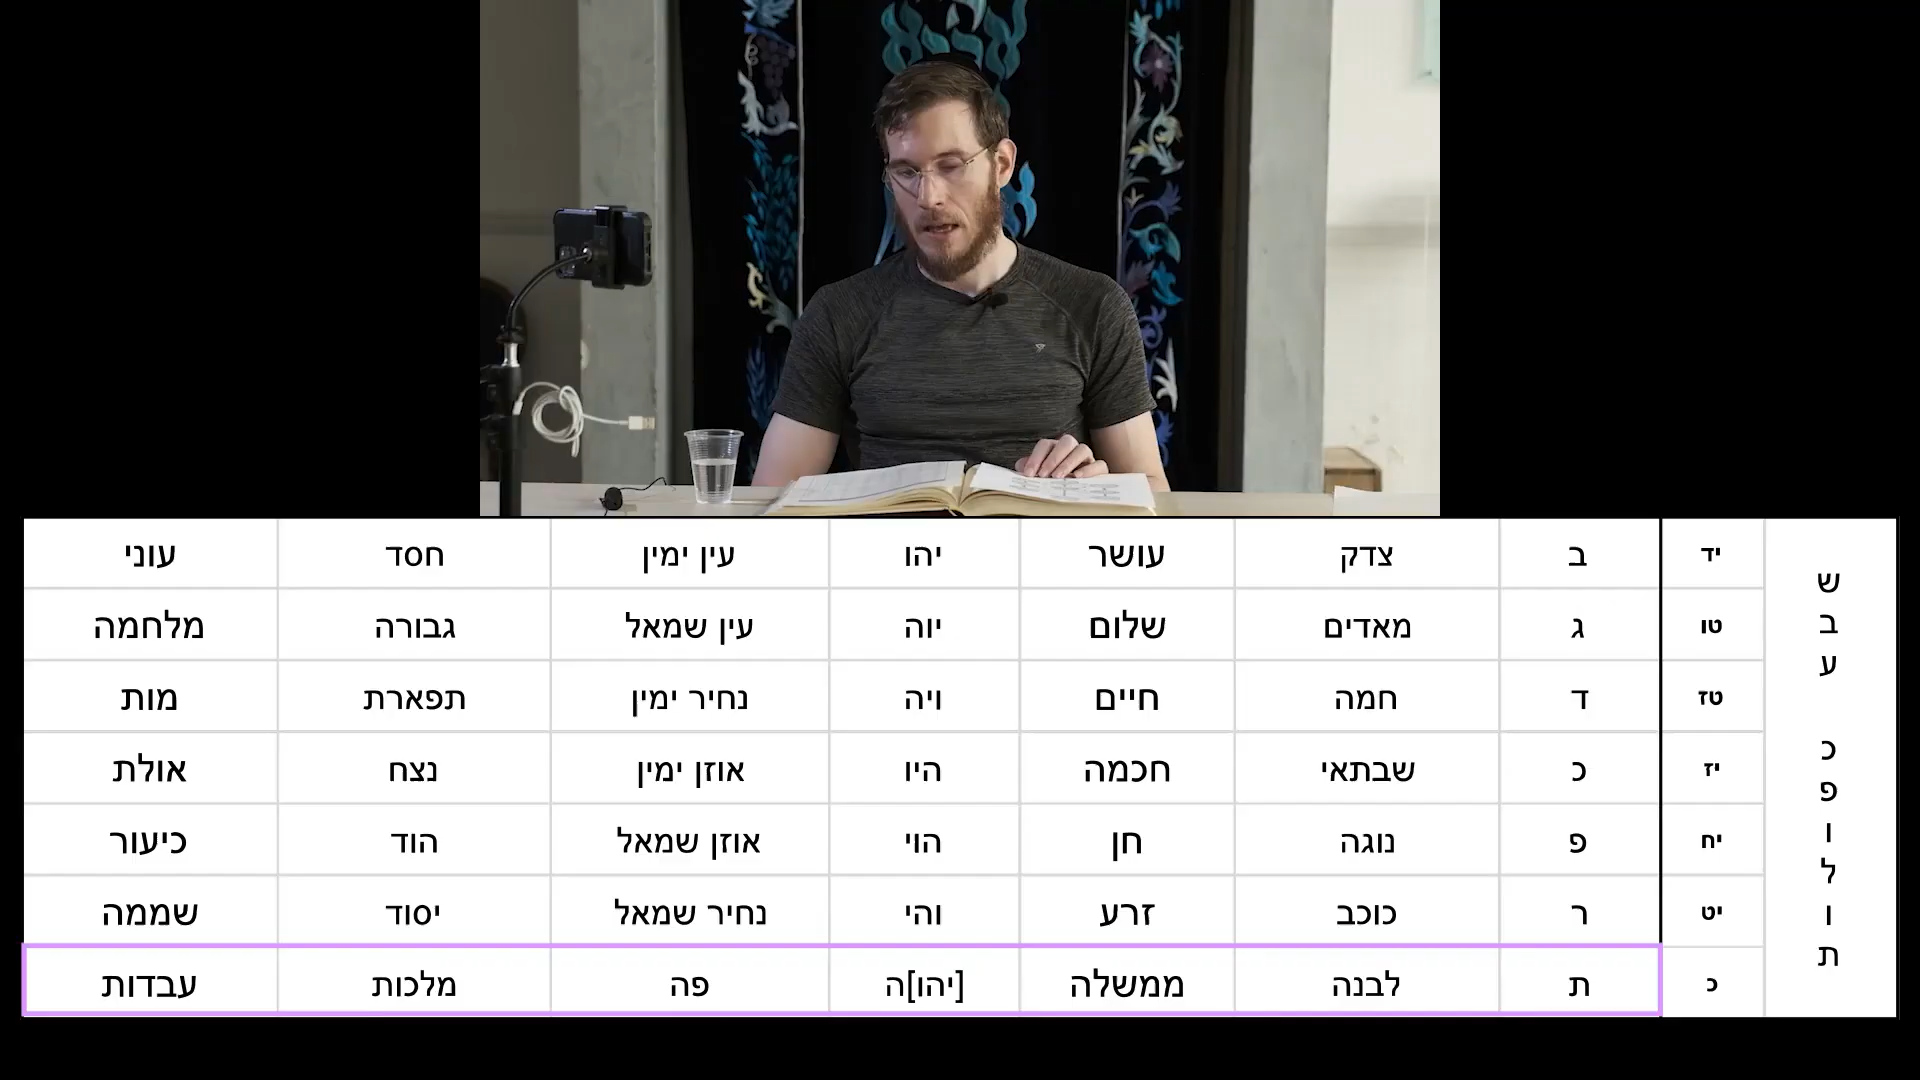 יד ב צדק עושר יהו עין ימין חסד עוני
טו ג מאדים שלום יוה עין שמאל גבורה מלחמה
טז ד חמה חיים ויה נחיר ימין תפארת מות
יז כ שבתאי חכמה היו אוזן ימין נצח אולת
יח פ נוגה חן הוי אוזן שמאל הוד כיעור
יט ר כוכב זרע והי נחיר שמאל יסוד שממה
כ ת לבנה ממשלה [יהו]ה פה מלכות עבדות
שבע כפולות